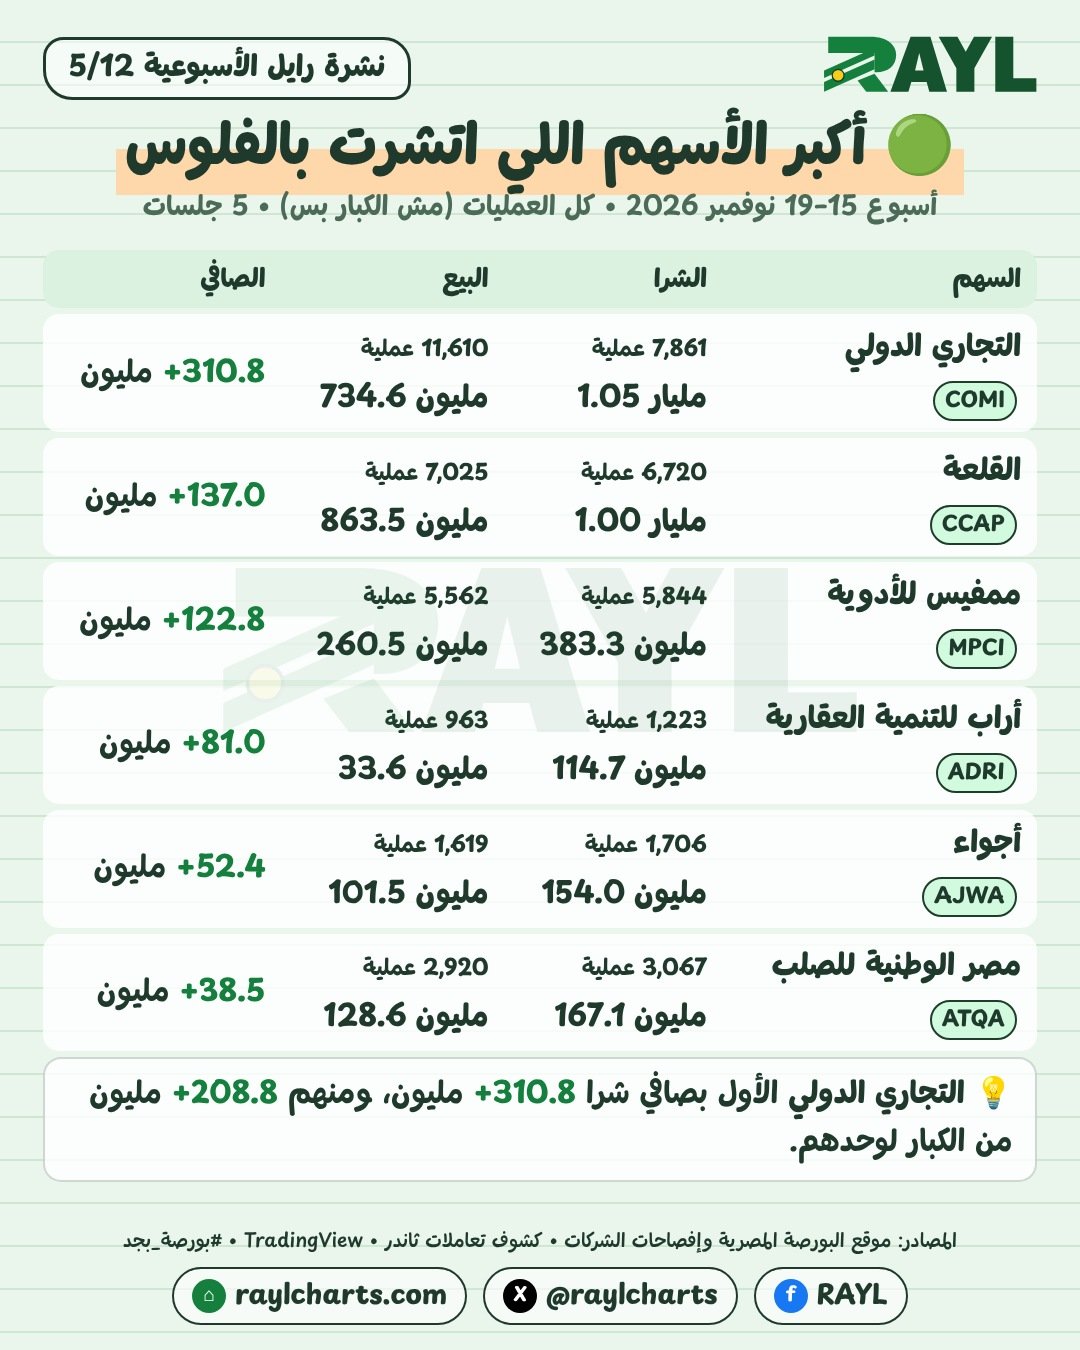 RAYL
نشرة رايل الأسبوعية 5/12
أكبر الأسهم اللي اتشرت بالفلوس
أسبوع 15-19 نوفمبر 2026 • كل العمليات (مش الكبار بس) • 5 جلسات
السهم الشرا البيع الصافي
التجاري الدولي 7,861 عملية 11,610 عملية
COMI 1.05 مليار 734.6 مليون +310.8 مليون
القلعة 6,720 عملية 7,025 عملية
CCAP 1.00 مليار 863.5 مليون +137.0 مليون
ممفيس للأدوية 5,844 عملية 5,562 عملية
MPCI 383.3 مليون 260.5 مليون +122.8 مليون
أراب للتنمية العقارية 1,223 عملية 963 عملية
ADRI 114.7 مليون 33.6 مليون +81.0 مليون
أجواء 1,706 عملية 1,619 عملية
AJWA 154.0 مليون 101.5 مليون +52.4 مليون
مصر الوطنية للصلب 3,067 عملية 2,920 عملية
ATQA 167.1 مليون 128.6 مليون +38.5 مليون
التجاري الدولي الأول بصافي شرا +310.8 مليون، ومنهم +208.8 مليون
من الكبار لوحدهم.
المصادر: موقع البورصة المصرية وإفصاحات الشركات • كشوف تعاملات ثاندر • TradingView • #بورصة_بجد
RAYL @raylcharts raylcharts.com